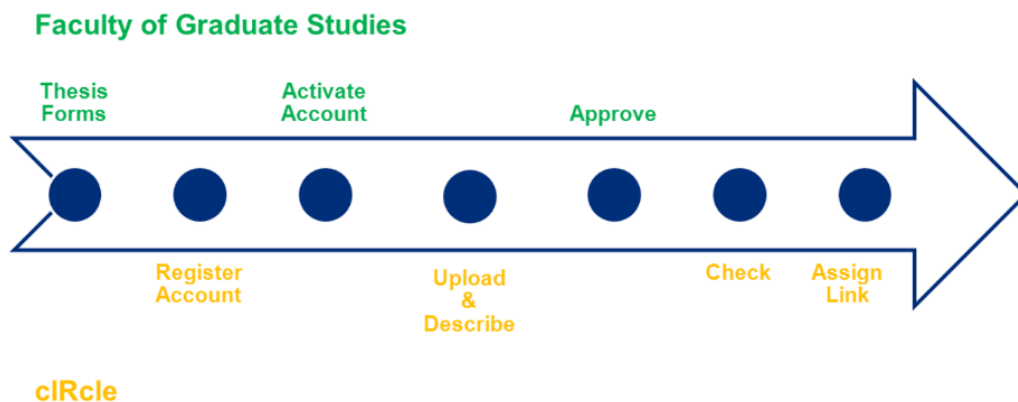 Faculty of Graduate Studies
Thesis
Forms
Activate
Account
Approve
Register
Account
Upload
&
Describe
Check
Assign
Link
cIRcle